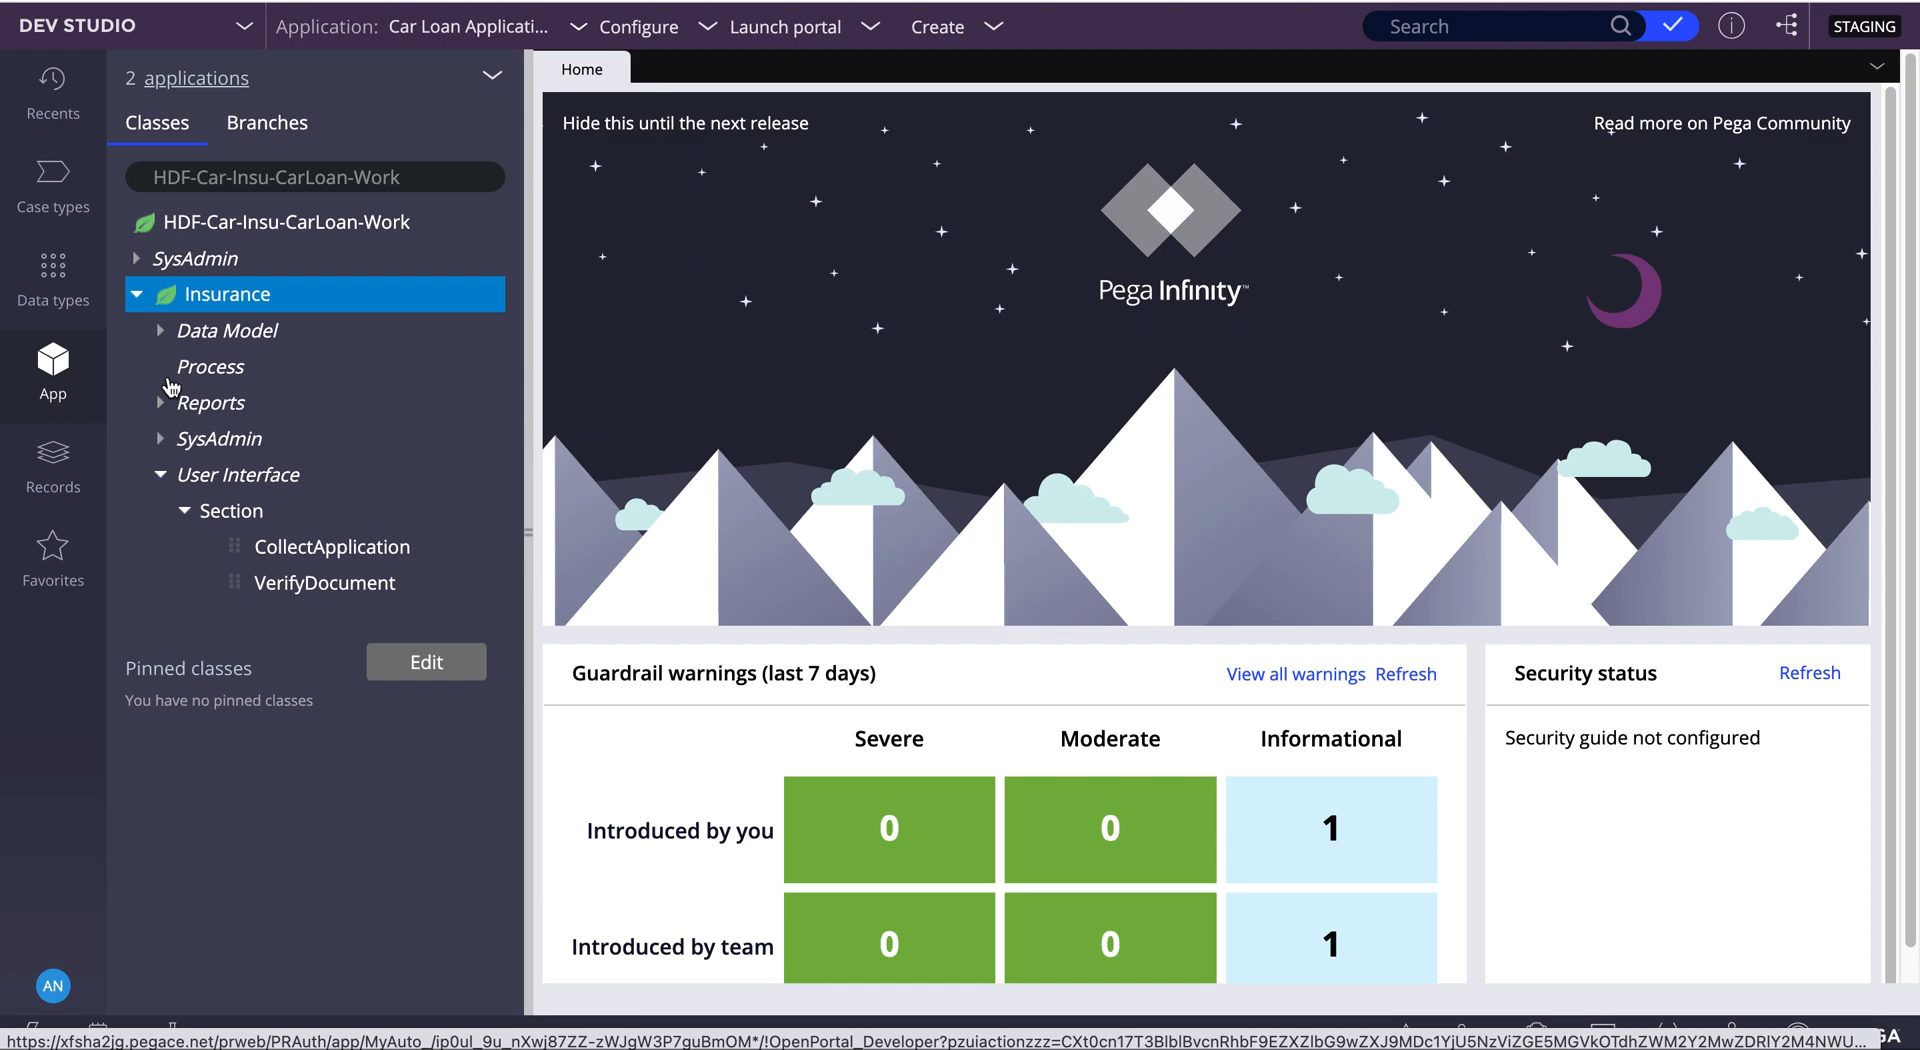 DEV STUDIO
Application: Car Loan Applicati...
Configure
Launch portal
Create
Search
STAGING
Recents
Case types
Data types
App
Records
Favorites
AN
2 applications
Classes
Branches
HDF-Car-Insu-CarLoan-Work
HDF-Car-Insu-CarLoan-Work
SysAdmin
Insurance
Data Model
Process
Reports
SysAdmin
User Interface
Section
CollectApplication
VerifyDocument
Pinned classes
Edit
You have no pinned classes
Home
Hide this until the next release
Read more on Pega Community
Pega Infinity™
Guardrail warnings (last 7 days)
View all warnings Refresh
Severe Moderate Informational
Introduced by you 0 0 1
Introduced by team 0 0 1
Security status
Refresh
Security guide not configured